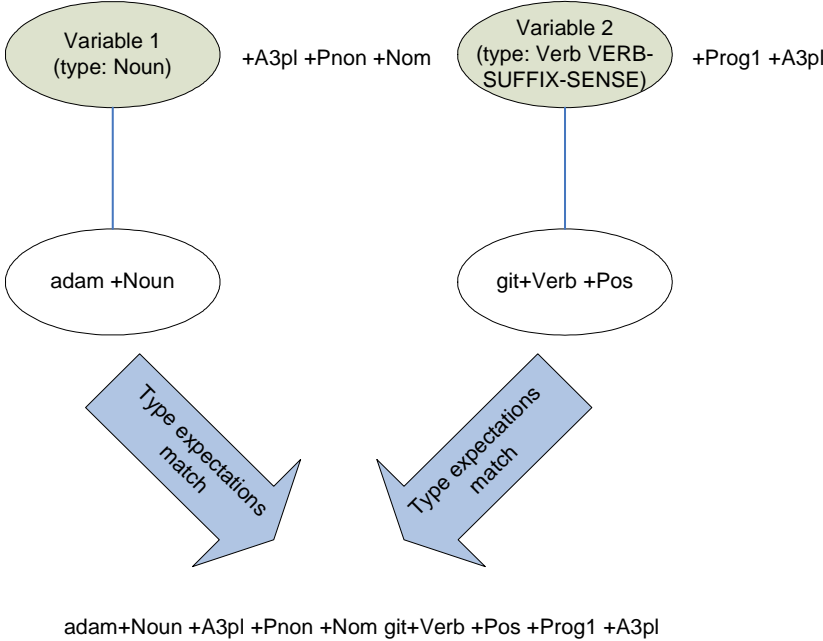 Variable 1
(type: Noun)
+A3pl +Pnon +Nom
Variable 2
(type: Verb VERB-
SUFFIX-SENSE)
+Prog1 +A3pl
adam +Noun
git+Verb +Pos
Type expectations
match
Type expectations
match
adam+Noun +A3pl +Pnon +Nom git+Verb +Pos +Prog1 +A3pl